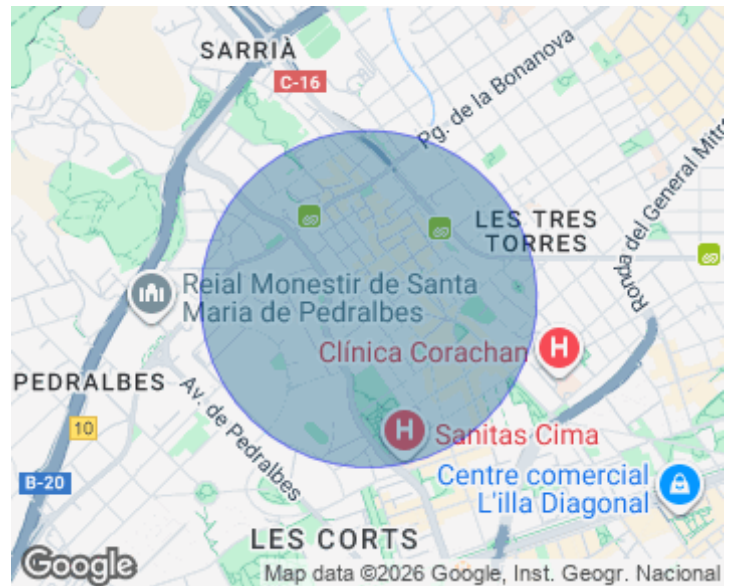 SARRIÀ
C-16
Pg. de la Bonanova
LES TRES
TORRES
Ronda del General Mitre
Reial Monestir de Santa
Maria de Pedralbes
Clínica Corachan
H
PEDRALBES
Av. de Pedralbes
10
H
Sanitas Cima
B-20
Centre comercial
L'illa Diagonal
LES CORTS
Google
Map data ©2026 Google, Inst. Geogr. Nacional